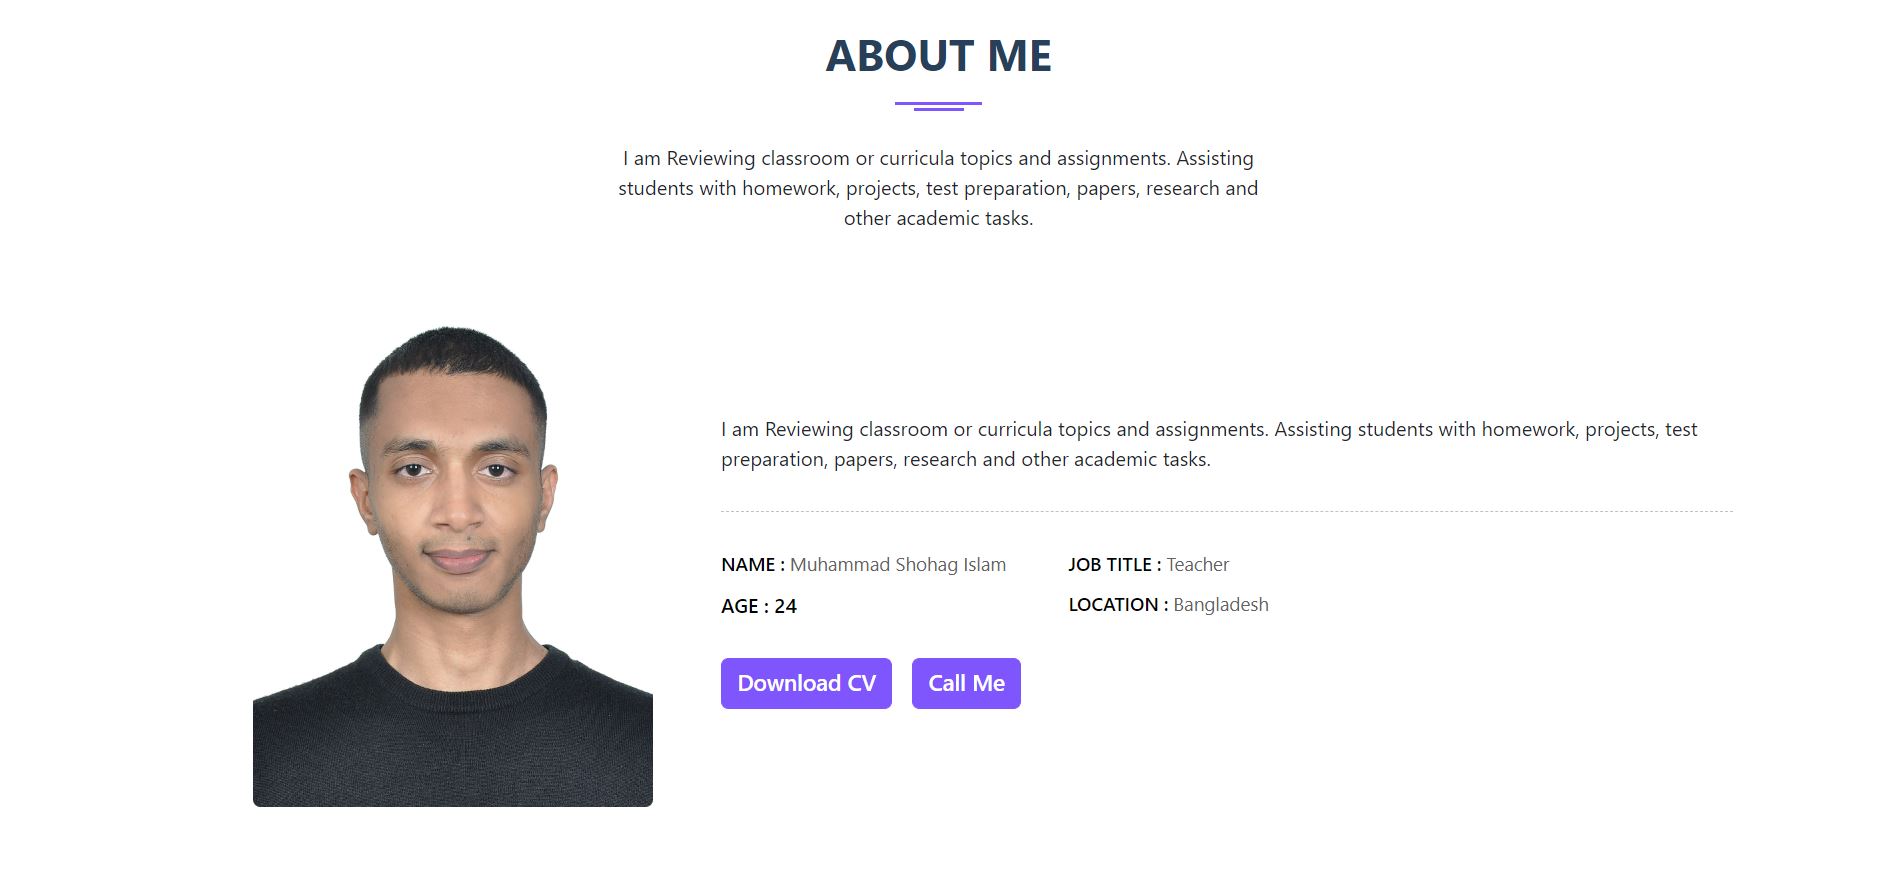 ABOUT ME
I am Reviewing classroom or curricula topics and assignments. Assisting
students with homework, projects, test preparation, papers, research and
other academic tasks.
I am Reviewing classroom or curricula topics and assignments. Assisting students with homework, projects, test
preparation, papers, research and other academic tasks.
NAME : Muhammad Shohag Islam
JOB TITLE : Teacher
AGE : 24
LOCATION : Bangladesh
Download CV
Call Me